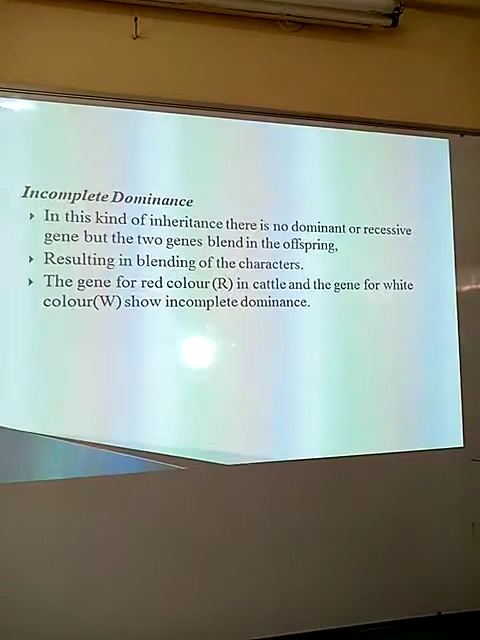 Incomplete Dominance
In this kind of inheritance there is no dominant or recessive
gene but the two genes blend in the offspring,
Resulting in blending of the characters.
The gene for red colour (R) in cattle and the gene for white
colour(W) show incomplete dominance.